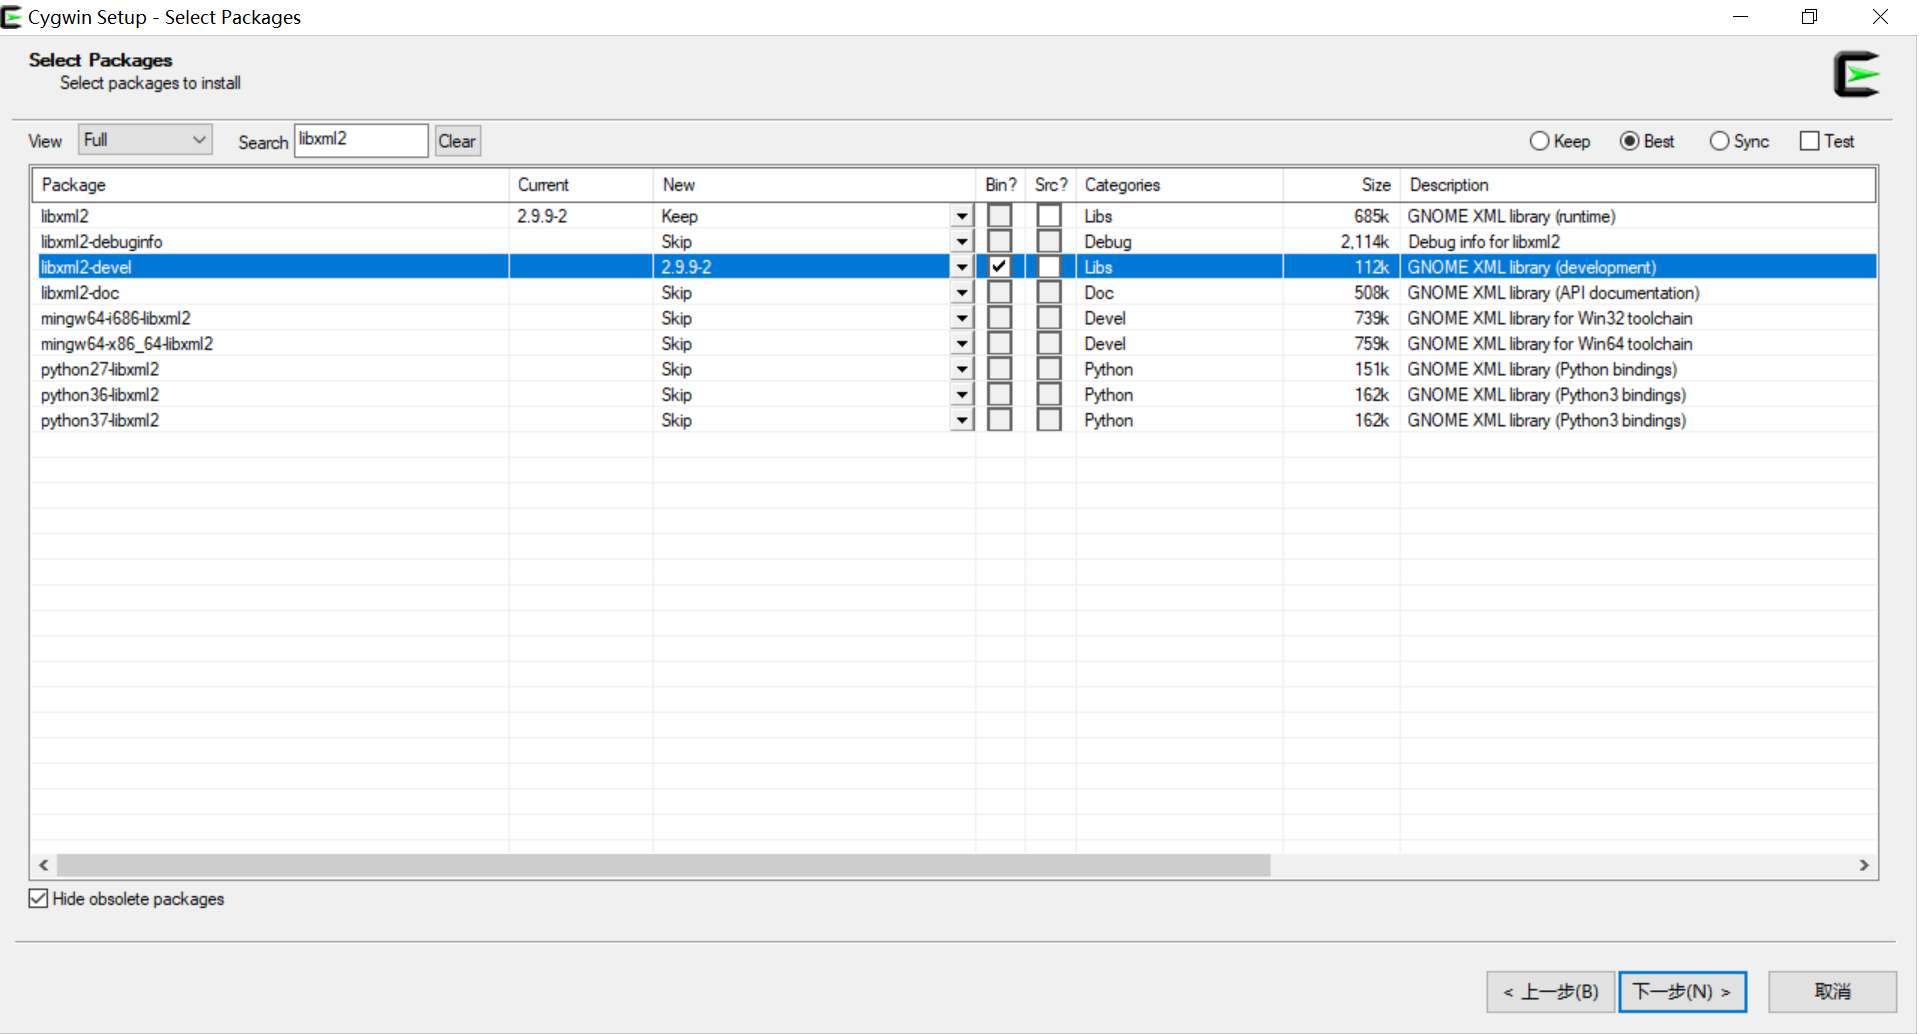 Cygwin Setup - Select Packages
Select Packages
Select packages to install
View Full Search libxml2 Clear Keep Best Sync Test
Package Current New Bin? Src? Categories Size Description
libxml2 2.9.9-2 Keep Libs 685k GNOME XML library (runtime)
libxml2-debuginfo Skip Debug 2,114k Debug info for libxml2
libxml2-devel 2.9.9-2 Libs 112k GNOME XML library (development)
libxml2-doc Skip Doc 508k GNOME XML library (API documentation)
mingw64-i686-libxml2 Skip Devel 739k GNOME XML library for Win32 toolchain
mingw64-x86_64-libxml2 Skip Devel 759k GNOME XML library for Win64 toolchain
python27-libxml2 Skip Python 151k GNOME XML library (Python bindings)
python36-libxml2 Skip Python 162k GNOME XML library (Python3 bindings)
python37-libxml2 Skip Python 162k GNOME XML library (Python3 bindings)
Hide obsolete packages
< 上一步(B) 下一步(N) > 取消